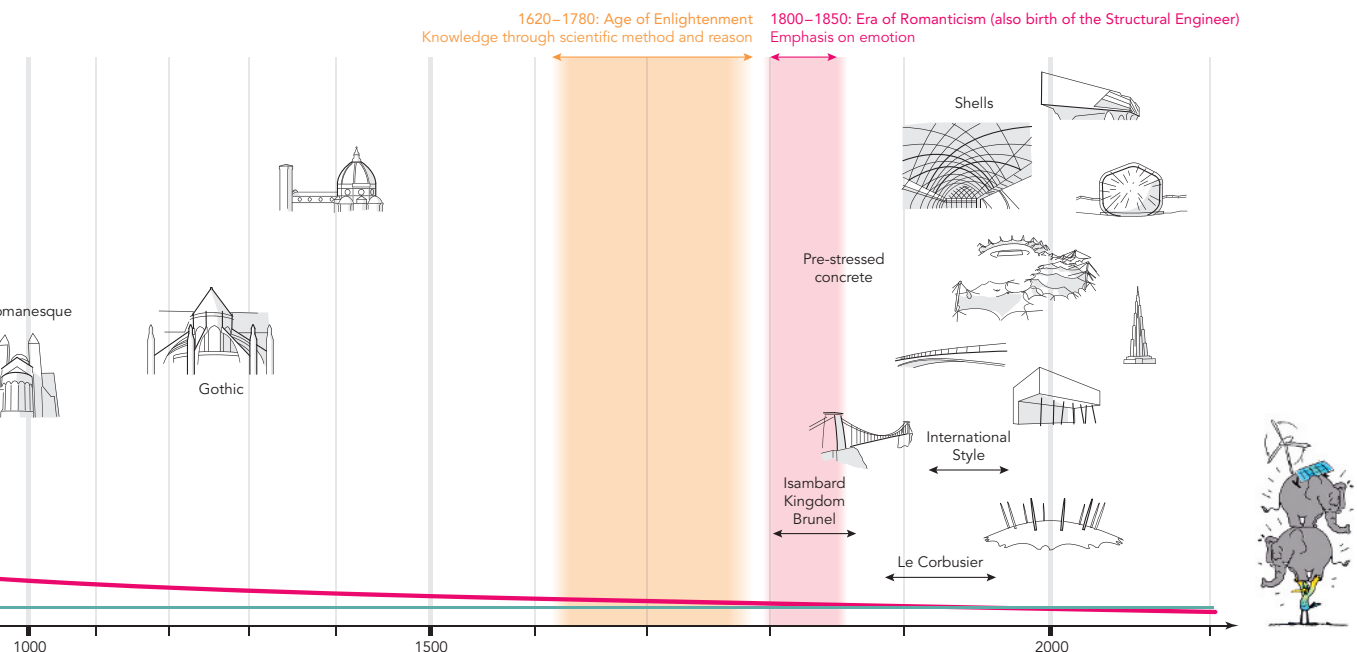 1620–1780: Age of Enlightenment
Knowledge through scientific method and reason
1800–1850: Era of Romanticism (also birth of the Structural Engineer)
Emphasis on emotion
Shells
Pre-stressed
concrete
omanesque
Gothic
International
Style
Isambard
Kingdom
Brunel
Le Corbusier
1000
1500
2000